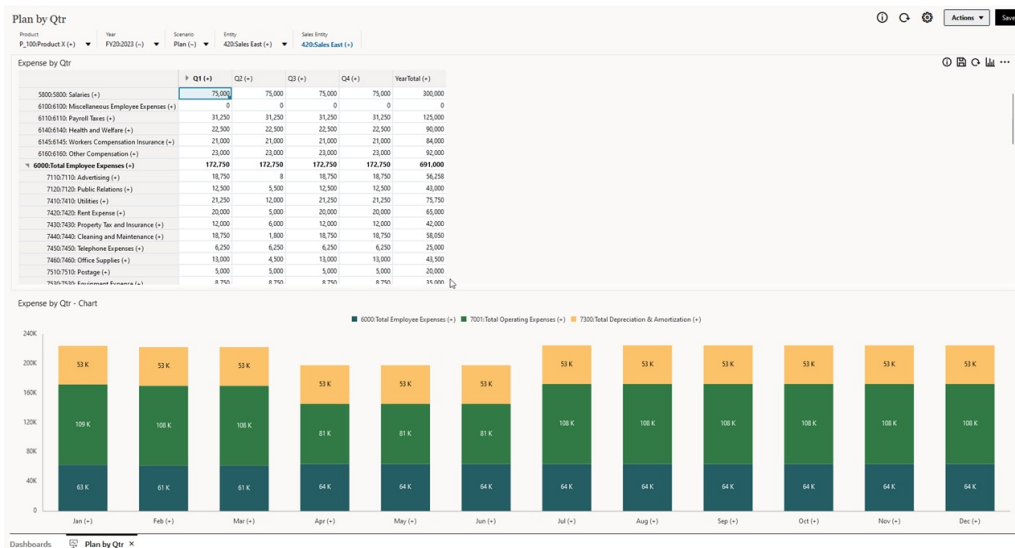 Plan by Qtr
Actions ▼ Save
Product Year Scenario Entity Sales Entity
P_100:Product X (+) ▼ FY20:2023 (~) ▼ Plan (~) ▼ 420:Sales East (+) ▼ 420:Sales East (+)
Expense by Qtr
Q1 (+) Q2 (+) Q3 (+) Q4 (+) YearTotal (+)
5800:5800: Salaries (+) 75,000 75,000 75,000 75,000 300,000
6100:6100: Miscellaneous Employee Expenses (+) 0 0 0 0 0
6110:6110: Payroll Taxes (+) 31,250 31,250 31,250 31,250 125,000
6140:6140: Health and Welfare (+) 22,500 22,500 22,500 22,500 90,000
6145:6145: Workers Compensation Insurance (+) 21,000 21,000 21,000 21,000 84,000
6160:6160: Other Compensation (+) 23,000 23,000 23,000 23,000 92,000
6000:Total Employee Expenses (+) 172,750 172,750 172,750 172,750 691,000
7110:7110: Advertising (+) 18,750 8 18,750 18,750 56,258
7120:7120: Public Relations (+) 12,500 5,500 12,500 12,500 43,000
7410:7410: Utilities (+) 21,250 12,000 21,250 21,250 75,750
7420:7420: Rent Expense (+) 20,000 5,000 20,000 20,000 65,000
7430:7430: Property Tax and Insurance (+) 12,000 6,000 12,000 12,000 42,000
7440:7440: Cleaning and Maintenance (+) 18,750 1,800 18,750 18,750 58,050
7450:7450: Telephone Expenses (+) 6,250 6,250 6,250 6,250 25,000
7460:7460: Office Supplies (+) 13,000 4,500 13,000 13,000 43,500
7510:7510: Postage (+) 5,000 5,000 5,000 5,000 20,000
7530:7530: Equipment Expense (+) 8,750 8,750 8,750 8,750 35,000
Expense by Qtr - Chart
6000:Total Employee Expenses (+) 7001:Total Operating Expenses (+) 7300:Total Depreciation & Amortization (+)
240K
200K
160K
120K
80K
40K
0
53 K 53 K 53 K 53 K 53 K 53 K 53 K 53 K 53 K 53 K 53 K 53 K
109 K 108 K 108 K 81 K 81 K 81 K 108 K 108 K 108 K 108 K 108 K 108 K
63 K 61 K 61 K 64 K 64 K 64 K 64 K 64 K 64 K 64 K 64 K 64 K
Jan (+) Feb (+) Mar (+) Apr (+) May (+) Jun (+) Jul (+) Aug (+) Sep (+) Oct (+) Nov (+) Dec (+)
Dashboards Plan by Qtr ×